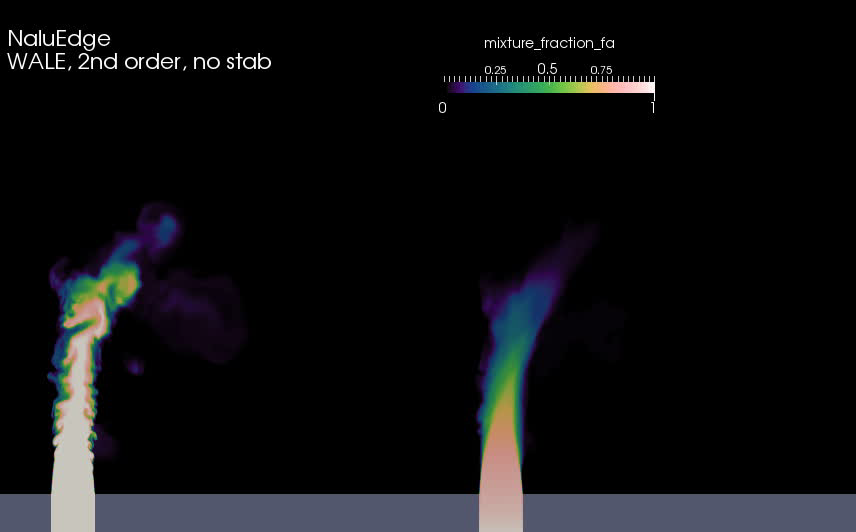 NaluEdge
WALE, 2nd order, no stab
mixture_fraction_fa
0.25 0.5 0.75
0 1